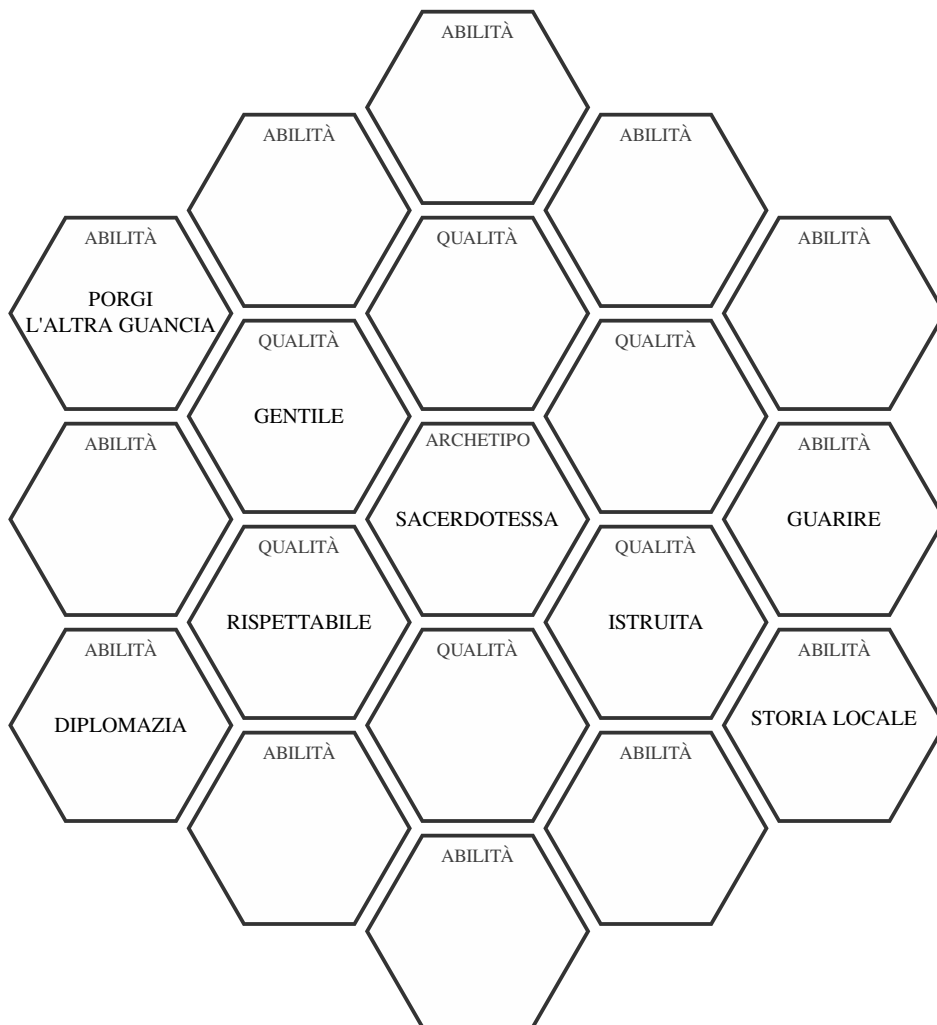 ABILITÀ
ABILITÀ
ABILITÀ
ABILITÀ
PORGI
L'ALTRA GUANCIA
QUALITÀ
ABILITÀ
QUALITÀ
GENTILE
QUALITÀ
ABILITÀ
ARCHETIPO
SACERDOTESSA
ABILITÀ
GUARIRE
QUALITÀ
RISPETTABILE
QUALITÀ
ISTRUITA
ABILITÀ
DIPLOMAZIA
QUALITÀ
ABILITÀ
STORIA LOCALE
ABILITÀ
ABILITÀ
ABILITÀ